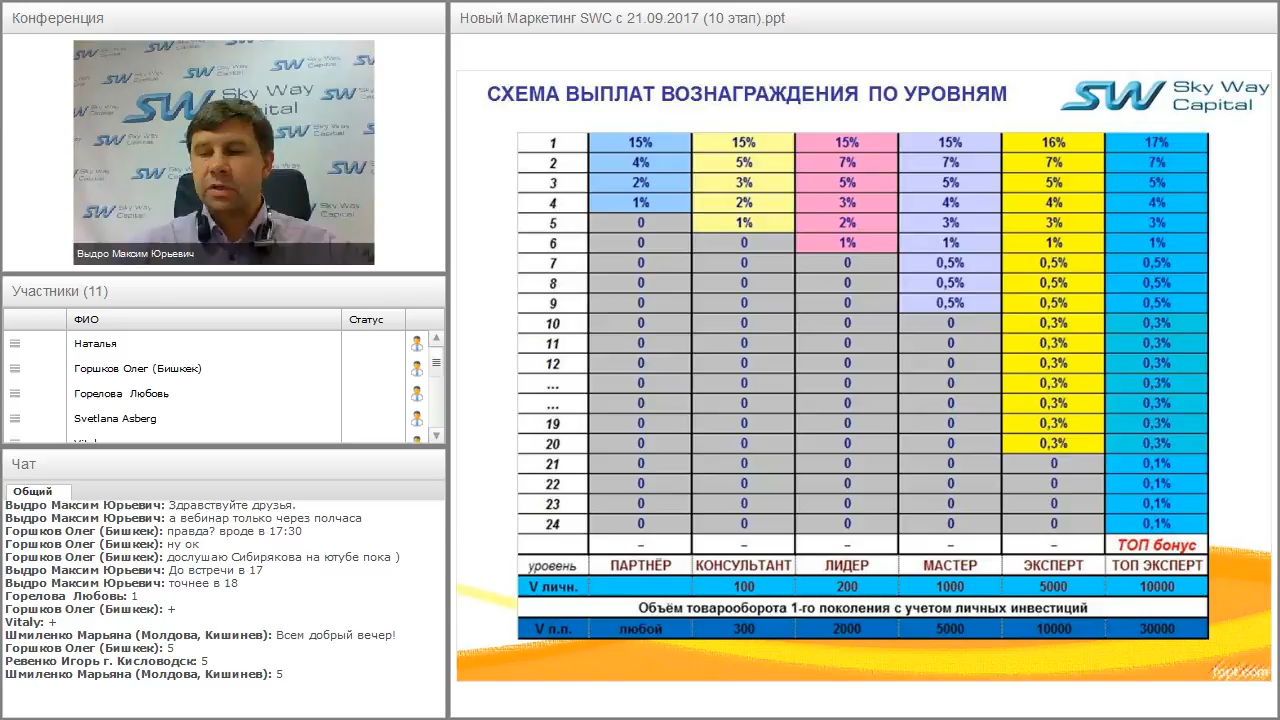 Конференция
SW
Sky Way
Capital
Выдро Максим Юрьевич
Участники (11)
ФИО Статус
Наталья
Горшков Олег (Бишкек)
Горелова Любовь
Svetlana Asberg
Чат
Общий
Выдро Максим Юрьевич: Здравствуйте друзья.
Выдро Максим Юрьевич: а вебинар только через полчаса
Горшков Олег (Бишкек): правда? вроде в 17:30
Горшков Олег (Бишкек): ну ок
Горшков Олег (Бишкек): дослушаю Сибирякова на ютубе пока )
Выдро Максим Юрьевич: До встречи в 17
Выдро Максим Юрьевич: точнее в 18
Горелова Любовь: 1
Горшков Олег (Бишкек): +
Vitaly: +
Шмиленко Марьяна (Молдова, Кишинев): Всем добрый вечер!
Горшков Олег (Бишкек): 5
Ревенко Игорь г. Кисловодск: 5
Шмиленко Марьяна (Молдова, Кишинев): 5
Новый Маркетинг SWC с 21.09.2017 (10 этап).ppt
СХЕМА ВЫПЛАТ ВОЗНАГРАЖДЕНИЯ ПО УРОВНЯМ
SW Sky Way
Capital
1 15% 15% 15% 15% 16% 17%
2 4% 5% 7% 7% 7% 7%
3 2% 3% 5% 5% 5% 5%
4 1% 2% 3% 4% 4% 4%
5 0 1% 2% 3% 3% 3%
6 0 0 1% 1% 1% 1%
7 0 0 0 0,5% 0,5% 0,5%
8 0 0 0 0,5% 0,5% 0,5%
9 0 0 0 0,5% 0,5% 0,5%
10 0 0 0 0 0,3% 0,3%
11 0 0 0 0 0,3% 0,3%
12 0 0 0 0 0,3% 0,3%
... 0 0 0 0 0,3% 0,3%
... 0 0 0 0 0,3% 0,3%
19 0 0 0 0 0,3% 0,3%
20 0 0 0 0 0,3% 0,3%
21 0 0 0 0 0 0,1%
22 0 0 0 0 0 0,1%
23 0 0 0 0 0 0,1%
24 0 0 0 0 0 0,1%
– – – – – ТОП бонус
уровень ПАРТНЁР КОНСУЛЬТАНТ ЛИДЕР МАСТЕР ЭКСПЕРТ ТОП ЭКСПЕРТ
V личн. 100 200 1000 5000 10000
Объём товарооборота 1-го поколения с учетом личных инвестиций
V п.п. любой 300 2000 5000 10000 30000
fppt.com